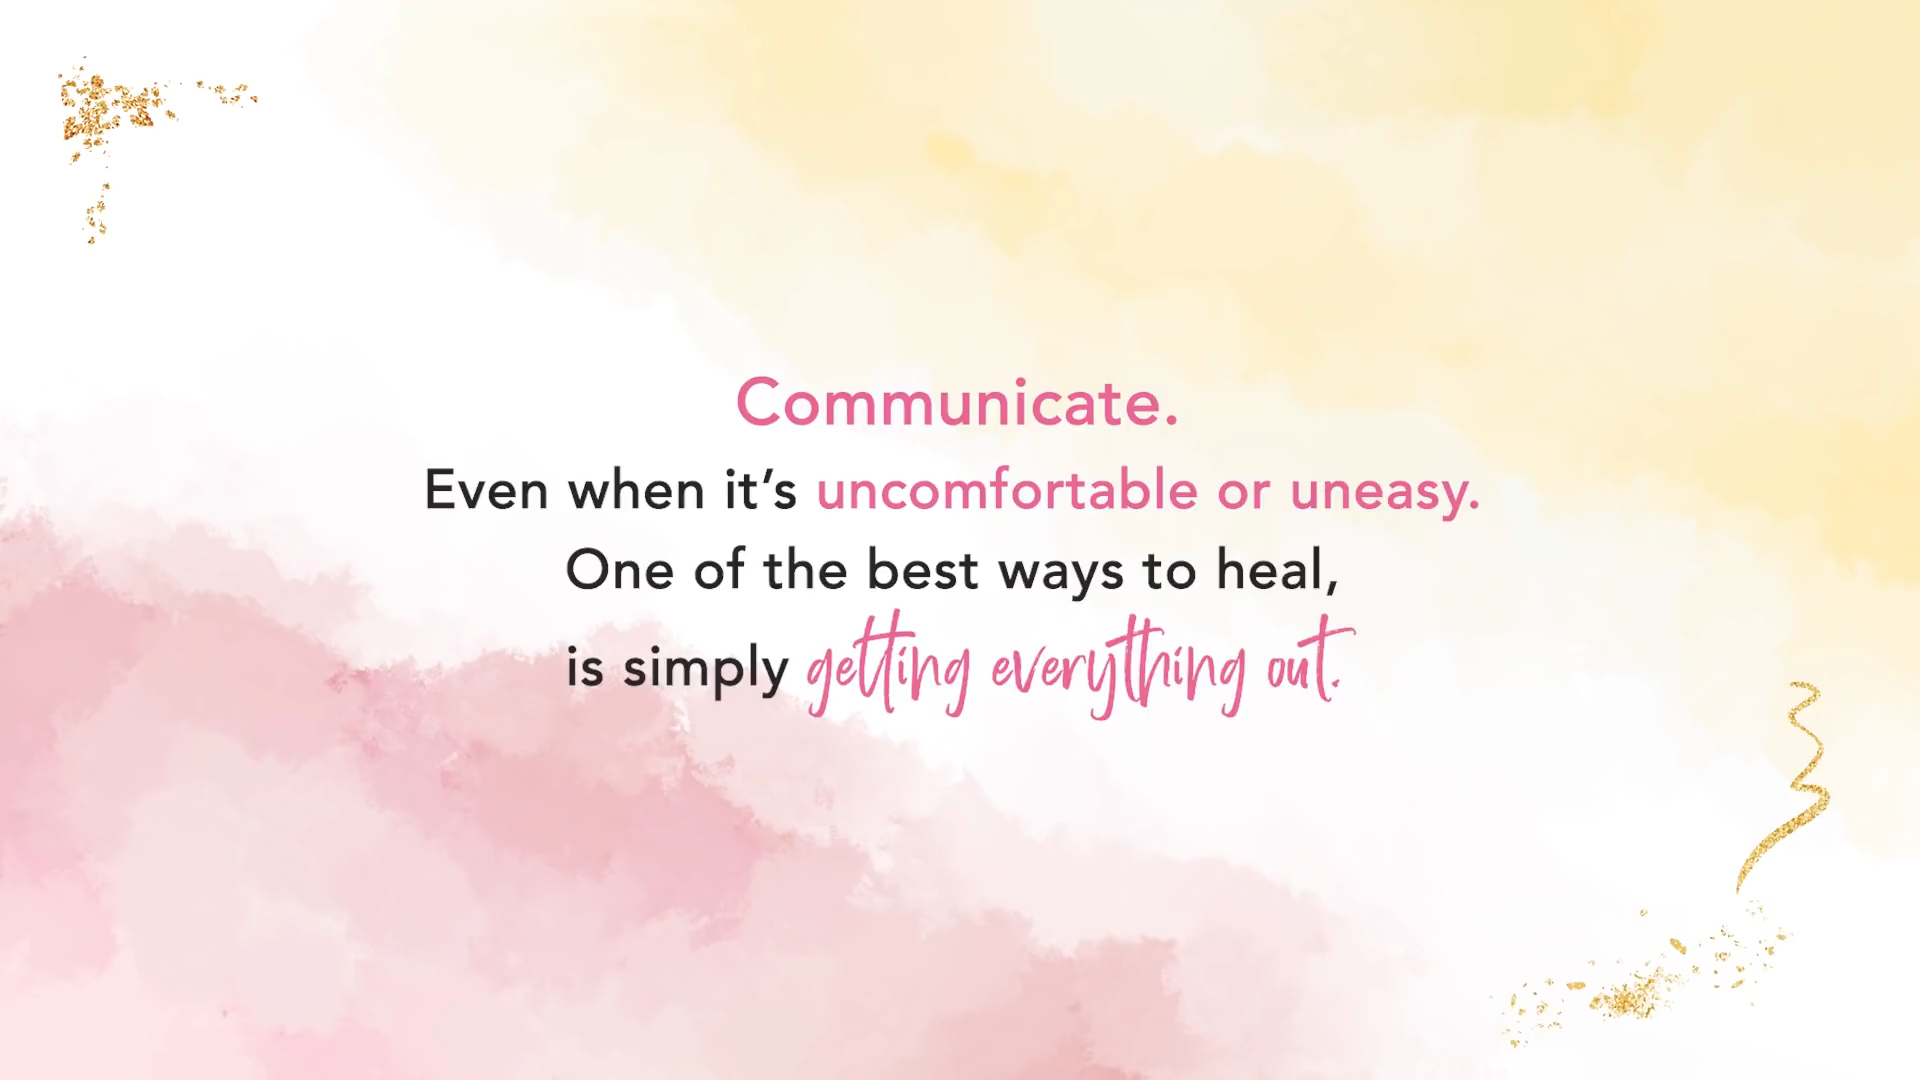 Communicate.
Even when it’s uncomfortable or uneasy.
One of the best ways to heal,
is simply getting everything out.